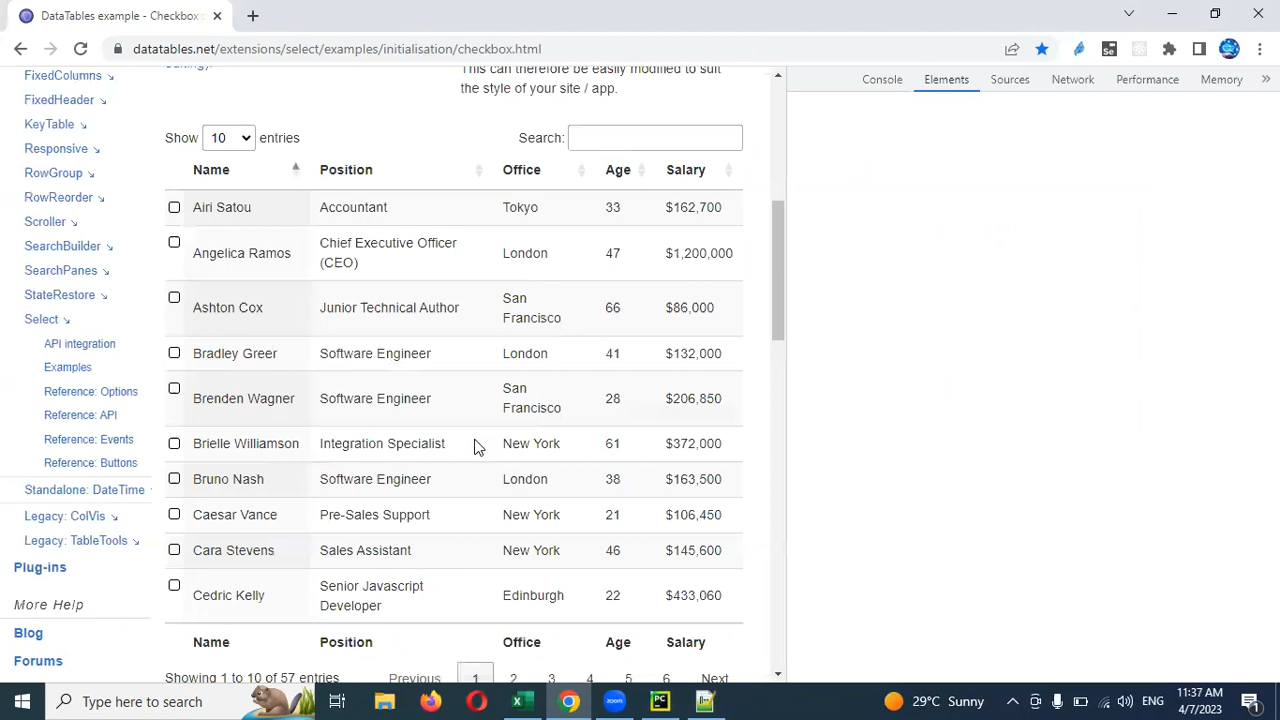 DataTables example - Checkbox s
datatables.net/extensions/select/examples/initialisation/checkbox.html
Console Elements Sources Network Performance Memory »
FixedColumns
FixedHeader
KeyTable
Responsive
RowGroup
RowReorder
Scroller
SearchBuilder
SearchPanes
StateRestore
Select
API integration
Examples
Reference: Options
Reference: API
Reference: Events
Reference: Buttons
Standalone: DateTime
Legacy: ColVis
Legacy: TableTools
Plug-ins
More Help
Blog
Forums
This can therefore be easily modified to suit
the style of your site / app.
Show 10 entries Search:
Name Position Office Age Salary
Airi Satou Accountant Tokyo 33 $162,700
Angelica Ramos Chief Executive Officer London 47 $1,200,000
(CEO)
Ashton Cox Junior Technical Author San 66 $86,000
Francisco
Bradley Greer Software Engineer London 41 $132,000
Brenden Wagner Software Engineer San 28 $206,850
Francisco
Brielle Williamson Integration Specialist New York 61 $372,000
Bruno Nash Software Engineer London 38 $163,500
Caesar Vance Pre-Sales Support New York 21 $106,450
Cara Stevens Sales Assistant New York 46 $145,600
Cedric Kelly Senior Javascript Edinburgh 22 $433,060
Developer
Name Position Office Age Salary
Showing 1 to 10 of 57 entries Previous 1 2 3 4 5 6 Next
Type here to search zoom PC 29°C Sunny ENG 11:37 AM
4/7/2023 1